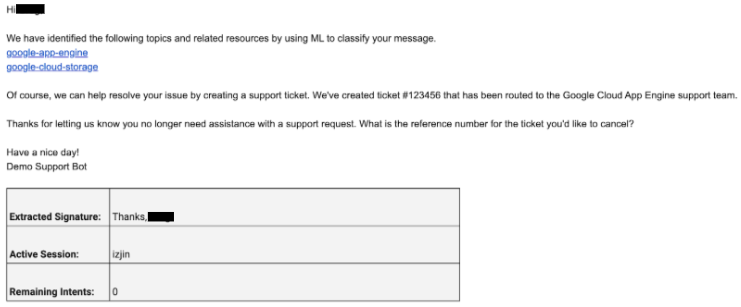 Hi
We have identified the following topics and related resources by using ML to classify your message.
google-app-engine
google-cloud-storage
Of course, we can help resolve your issue by creating a support ticket. We've created ticket #123456 that has been routed to the Google Cloud App Engine support team.
Thanks for letting us know you no longer need assistance with a support request. What is the reference number for the ticket you'd like to cancel?
Have a nice day!
Demo Support Bot
Extracted Signature: Thanks,
Active Session: izjin
Remaining Intents: 0